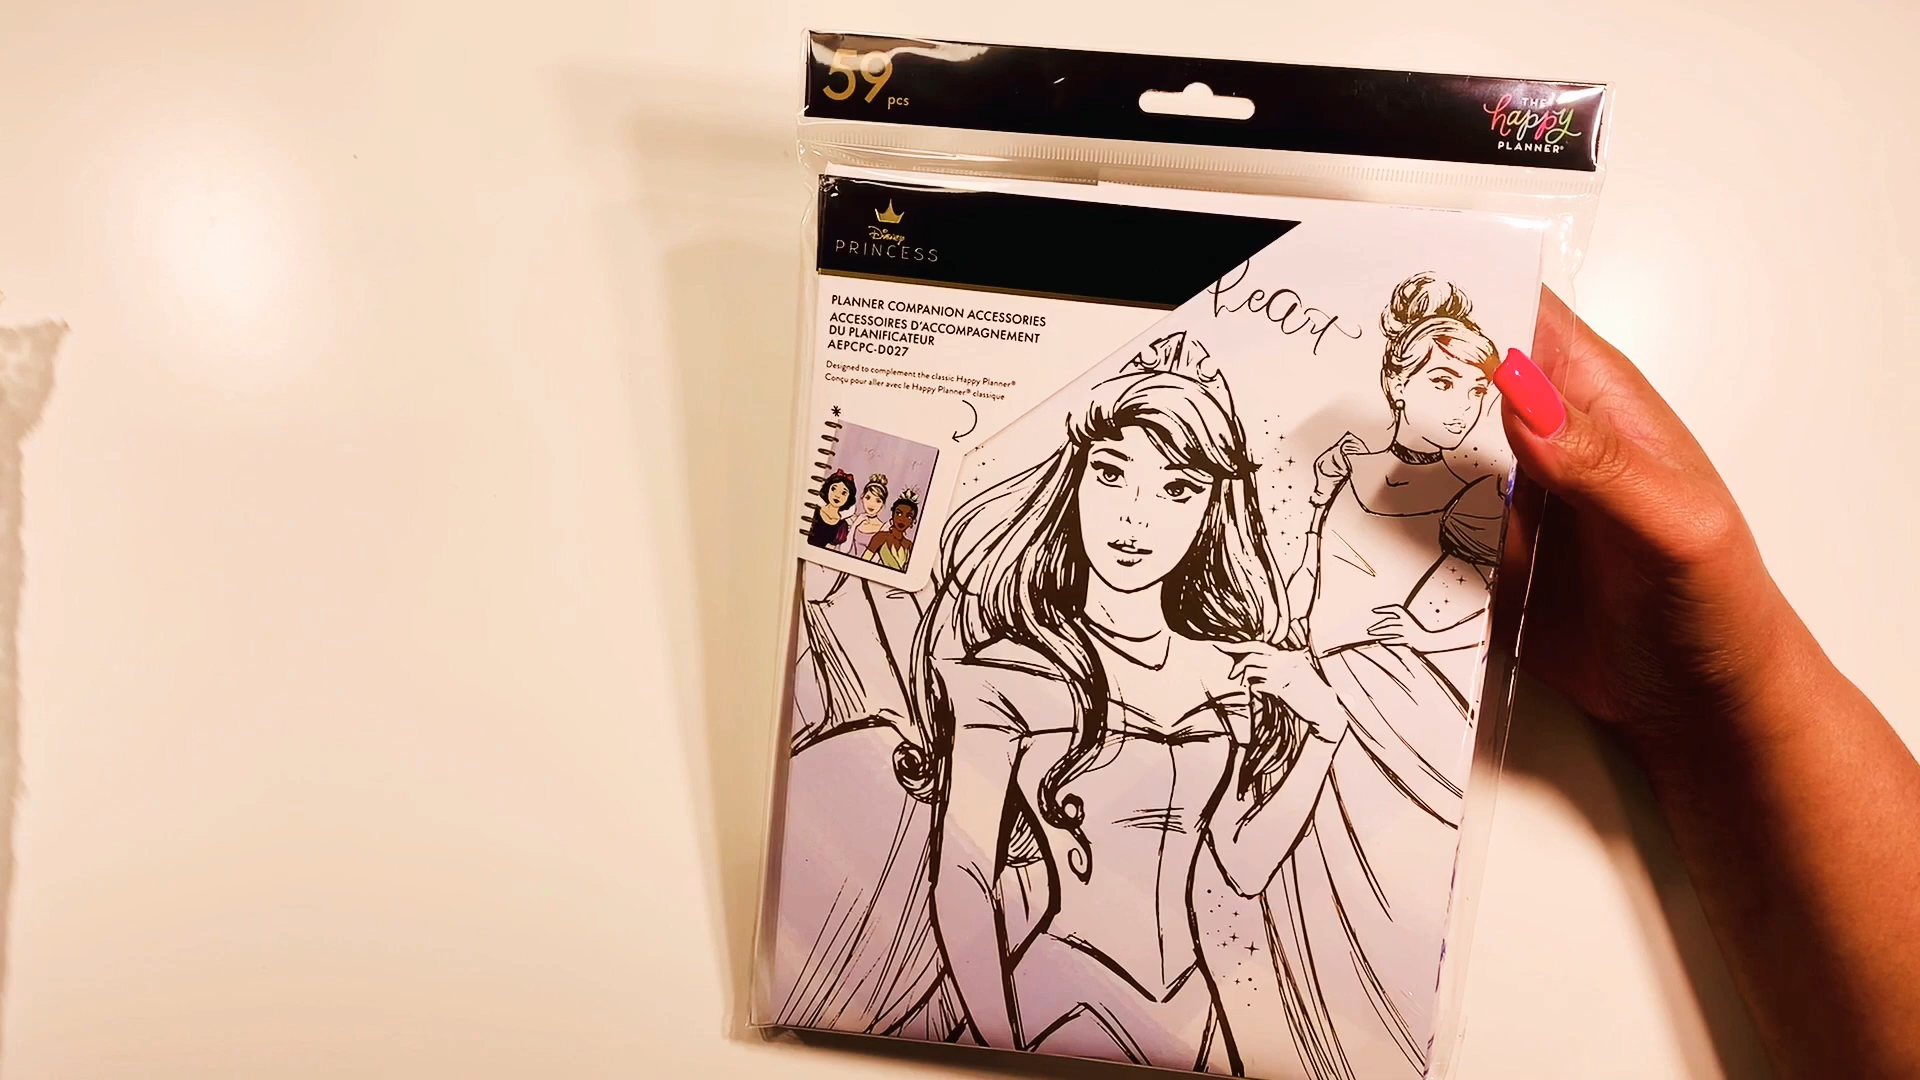 59 pcs
THE
happy
PLANNER®
Disney
PRINCESS
PLANNER COMPANION ACCESSORIES
ACCESSOIRES D'ACCOMPAGNEMENT
DU PLANIFICATEUR
AEPCPC-D027
Designed to complement the classic Happy Planner®
Conçu pour aller avec le Happy Planner® classique
heart